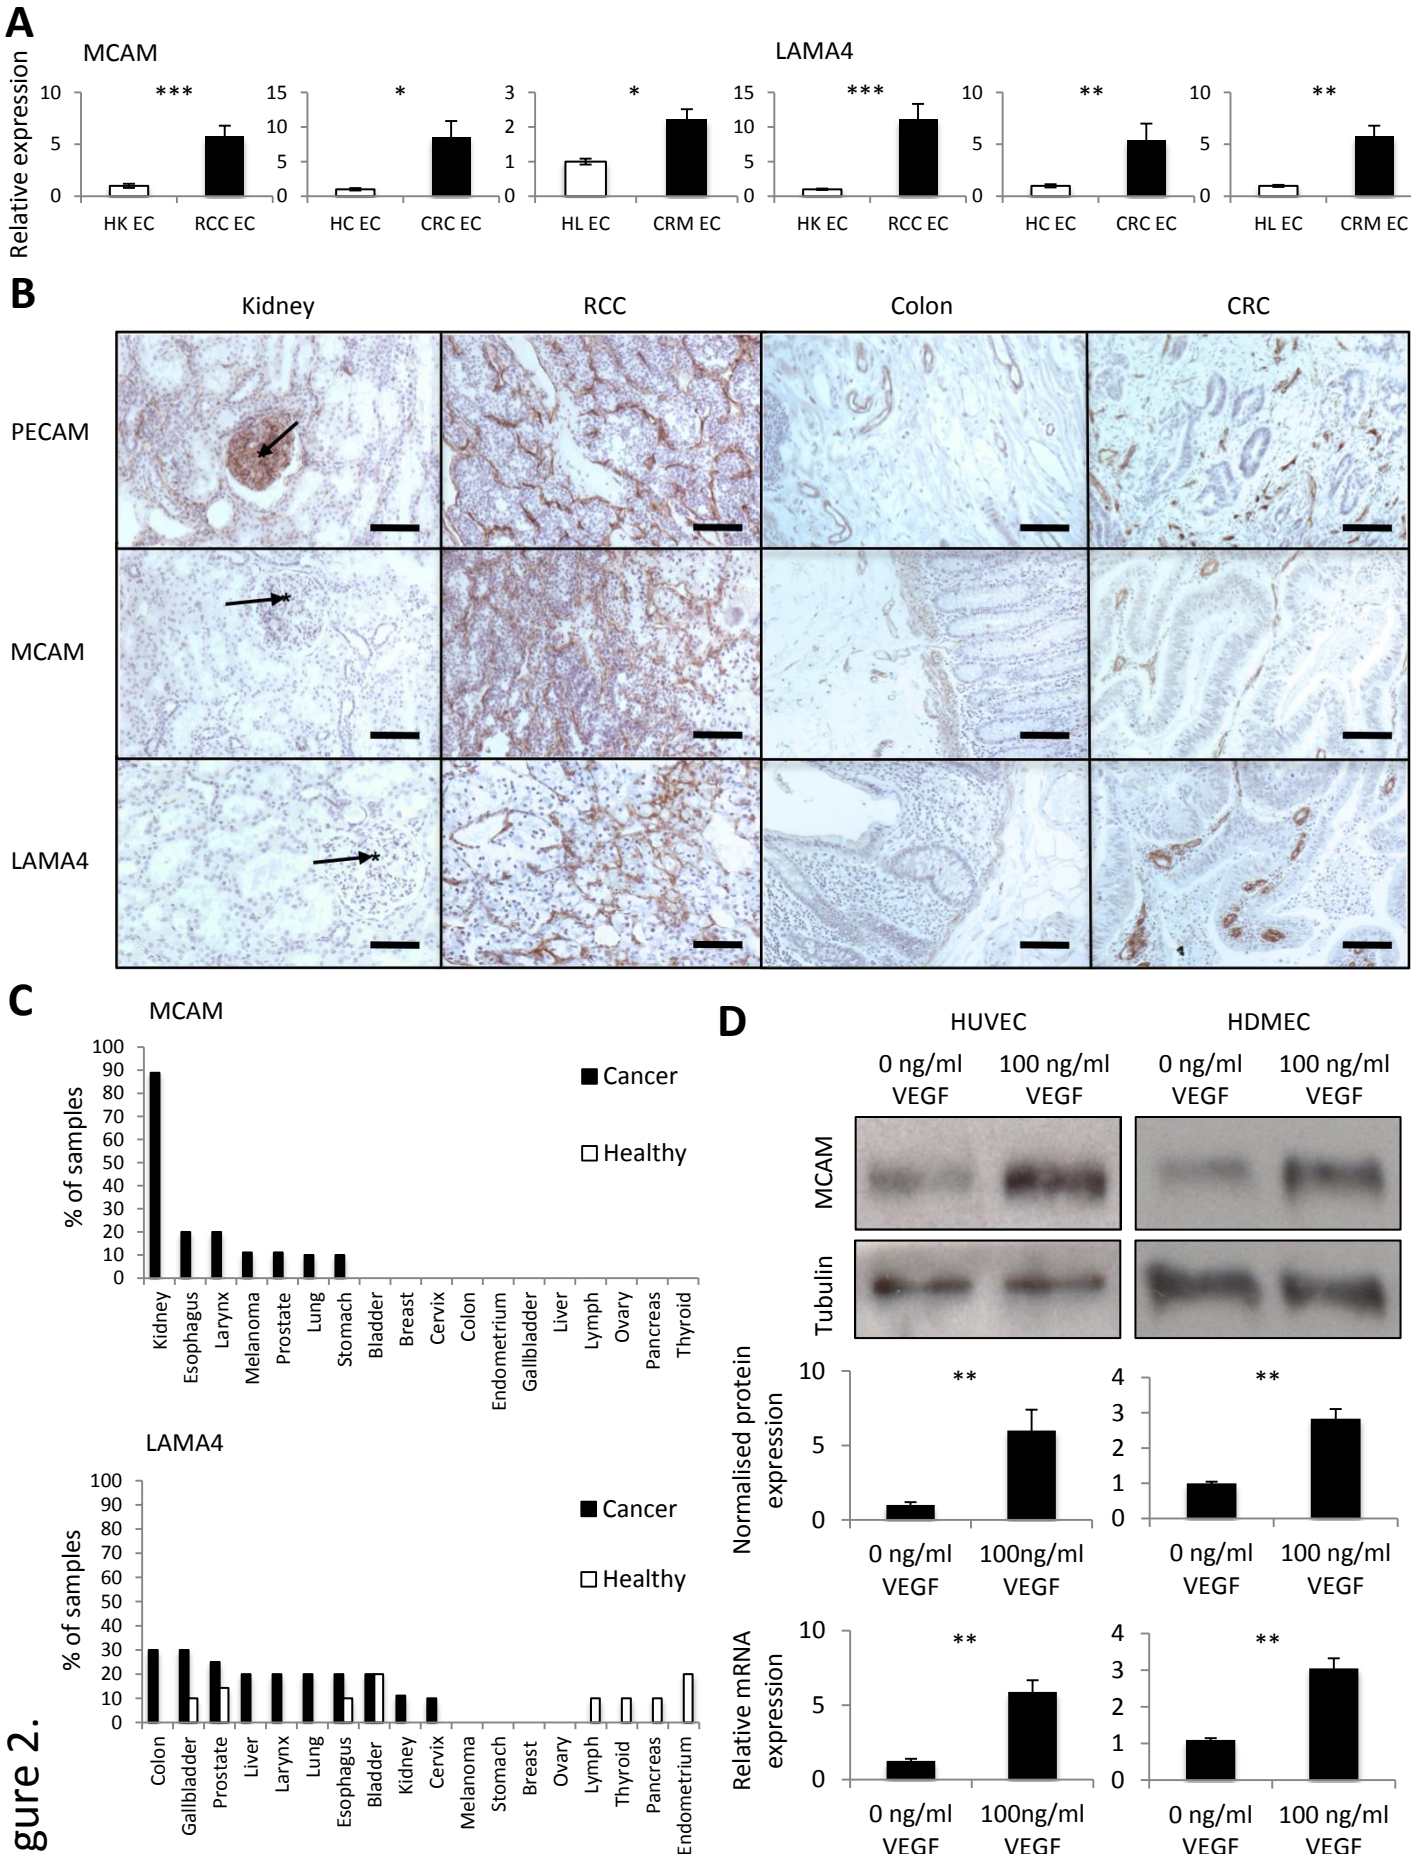 A
MCAM
LAMA4
Relative expression
10
5
0
***
HK EC
RCC EC
15
10
5
0
*
HC EC
CRC EC
3
2
1
0
*
HL EC
CRM EC
15
10
5
0
***
HK EC
RCC EC
10
5
0
**
HC EC
CRC EC
10
5
0
**
HL EC
CRM EC
B
Kidney
RCC
Colon
CRC
PECAM
MCAM
LAMA4
*
*
*
C
MCAM
% of samples
100
90
80
70
60
50
40
30
20
10
0
Cancer
Healthy
Kidney
Esophagus
Larynx
Melanoma
Prostate
Lung
Stomach
Bladder
Breast
Cervix
Colon
Endometrium
Gallbladder
Liver
Lymph
Ovary
Pancreas
Thyroid
LAMA4
% of samples
100
90
80
70
60
50
40
30
20
10
0
Cancer
Healthy
Colon
Gallbladder
Prostate
Liver
Larynx
Lung
Esophagus
Bladder
Kidney
Cervix
Melanoma
Stomach
Breast
Ovary
Lymph
Thyroid
Pancreas
Endometrium
D
HUVEC
HDMEC
0 ng/ml
VEGF
100 ng/ml
VEGF
0 ng/ml
VEGF
100 ng/ml
VEGF
MCAM
Tubulin
Normalised protein
expression
10
5
0
**
0 ng/ml
VEGF
100ng/ml
VEGF
4
3
2
1
0
**
0 ng/ml
VEGF
100 ng/ml
VEGF
Relative mRNA
expression
10
5
0
**
0 ng/ml
VEGF
100ng/ml
VEGF
4
3
2
1
0
**
0 ng/ml
VEGF
100 ng/ml
VEGF
gure 2.